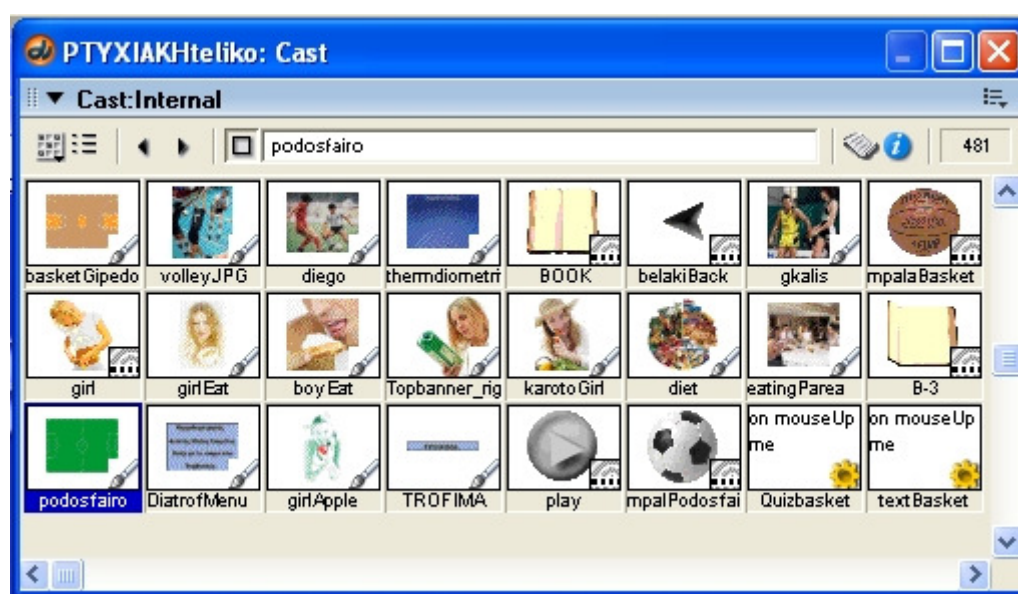 PTYXIAKHteliko: Cast
Cast:Internal
podosfairo
481
basketGipedo
volleyJPG
diego
thermdiometri
BOOK
belakiBack
gkalis
mpalaBasket
girl
girlEat
boyEat
Topbanner_rig
karotoGirl
diet
eatingParea
B-3
on mouseUp
me
on mouseUp
me
podosfairo
DiatrofMenu
girlApple
TROFIMA
play
mpalPodosfai
Quizbasket
textBasket